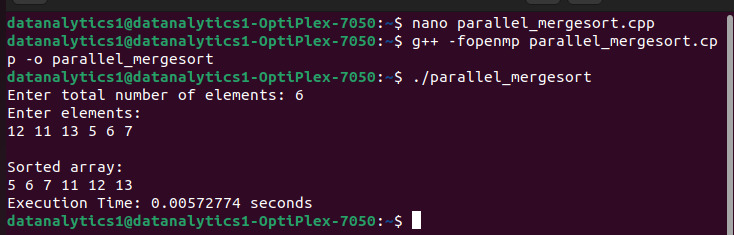 datanalytics1@datanalytics1-OptiPlex-7050:~$ nano parallel_mergesort.cpp
datanalytics1@datanalytics1-OptiPlex-7050:~$ g++ -fopenmp parallel_mergesort.cp
p -o parallel_mergesort
datanalytics1@datanalytics1-OptiPlex-7050:~$ ./parallel_mergesort
Enter total number of elements: 6
Enter elements:
12 11 13 5 6 7
Sorted array:
5 6 7 11 12 13
Execution Time: 0.00572774 seconds
datanalytics1@datanalytics1-OptiPlex-7050:~$